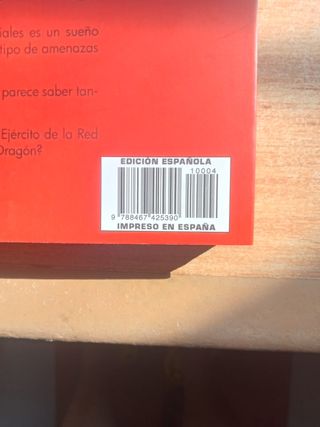 iales es un sueño
tipo de amenazas
parece saber tan-
Ejército de la Red
Dragón?
EDICIÓN ESPAÑOLA
10004
9 788467 425390
IMPRESO EN ESPAÑA